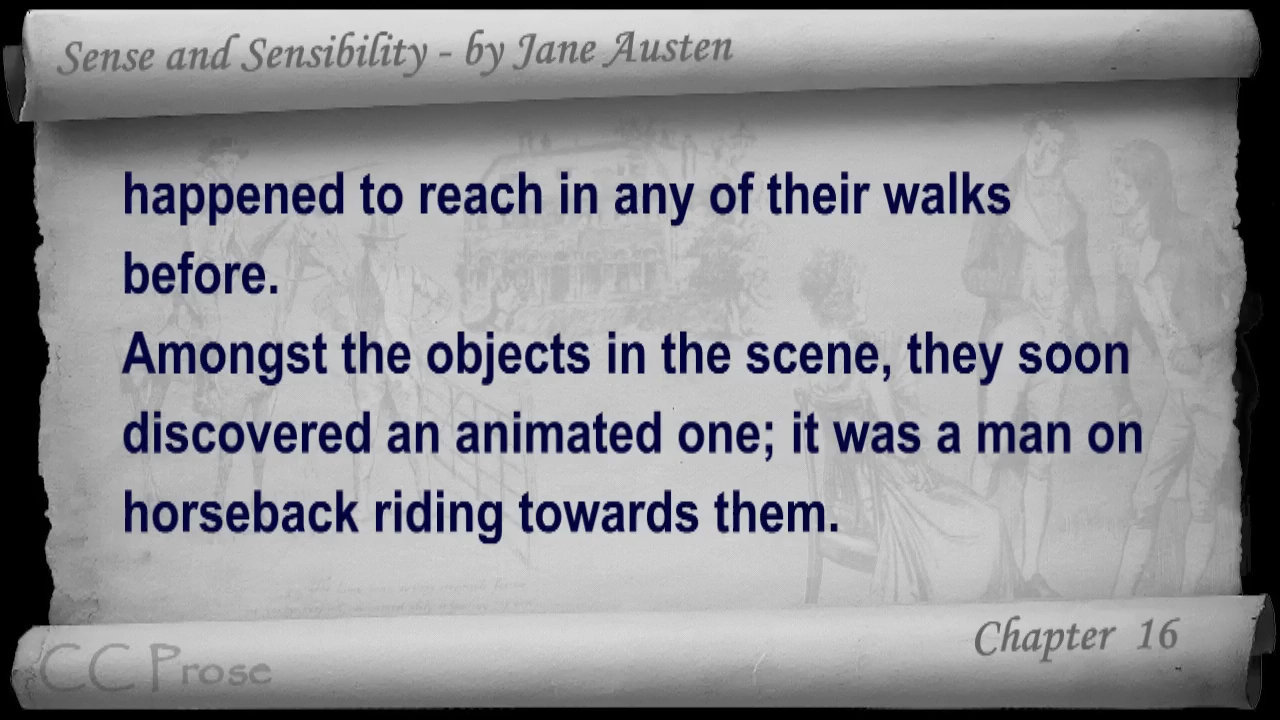 Sense and Sensibility - by Jane Austen
happened to reach in any of their walks
before.
Amongst the objects in the scene, they soon
discovered an animated one; it was a man on
horseback riding towards them.
Chapter 16
CC Prose